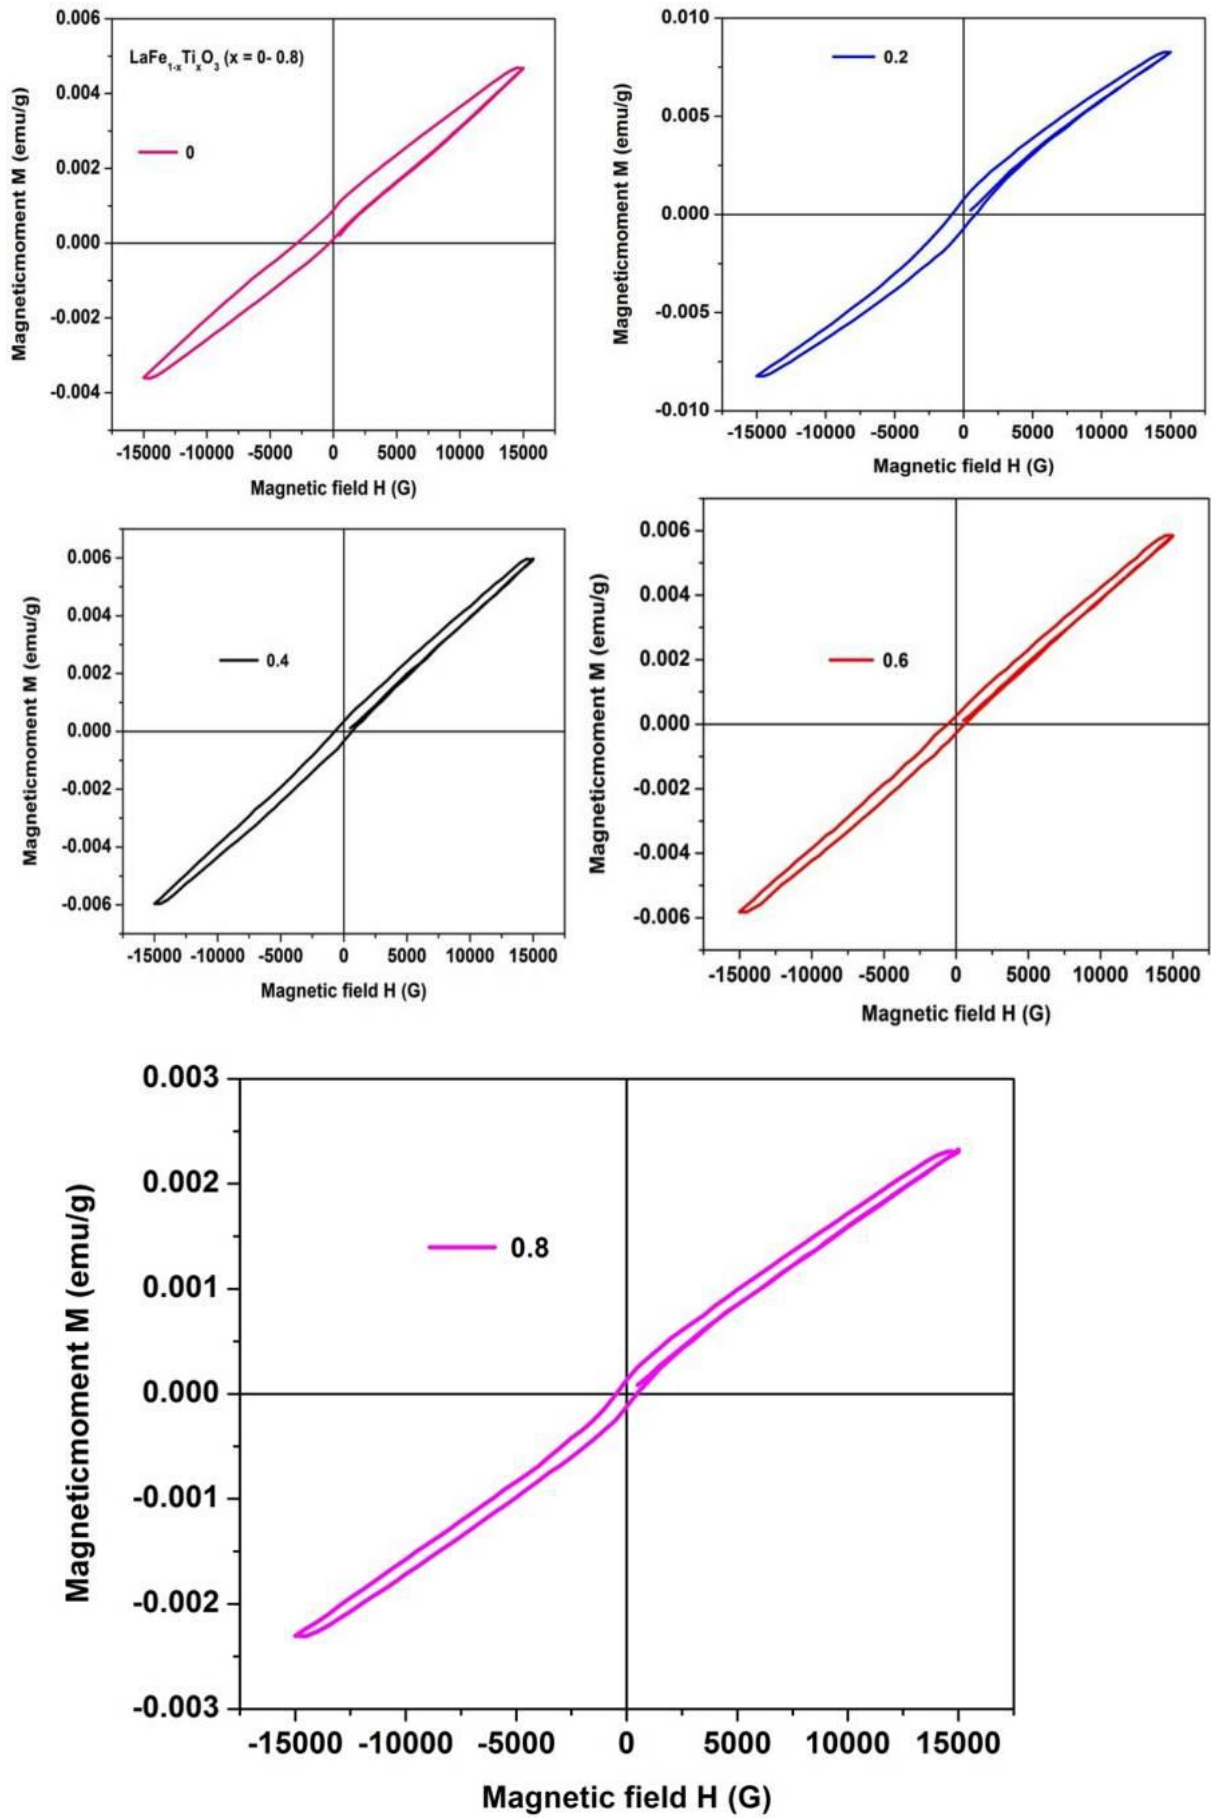 0.006
LaFe1-xTixO3 (x = 0- 0.8)
0.004
0
0.002
0.000
-0.002
-0.004
Magneticmoment M (emu/g)
-15000 -10000 -5000 0 5000 10000 15000
Magnetic field H (G)
0.010
0.2
0.005
0.000
-0.005
-0.010
Magneticmoment M (emu/g)
-15000 -10000 -5000 0 5000 10000 15000
Magnetic field H (G)
0.006
0.004
0.4
0.002
0.000
-0.002
-0.004
-0.006
Magneticmoment M (emu/g)
-15000 -10000 -5000 0 5000 10000 15000
Magnetic field H (G)
0.006
0.004
0.6
0.002
0.000
-0.002
-0.004
-0.006
Magneticmoment M (emu/g)
-15000 -10000 -5000 0 5000 10000 15000
Magnetic field H (G)
0.003
0.002
0.8
0.001
0.000
-0.001
-0.002
-0.003
Magneticmoment M (emu/g)
-15000 -10000 -5000 0 5000 10000 15000
Magnetic field H (G)